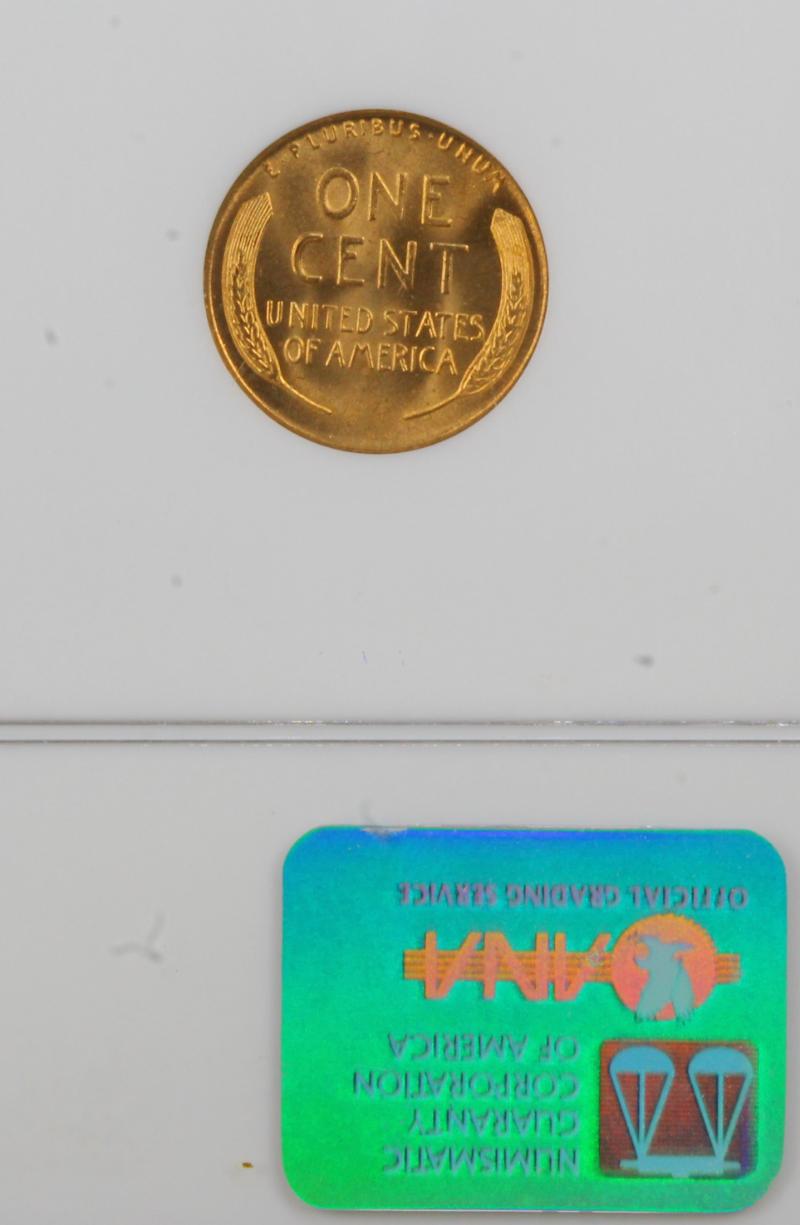 E·PLURIBUS·UNUM
ONE
CENT
UNITED STATES
OF AMERICA
NUMISMATIC
GUARANTY
CORPORATION
OF AMERICA
ANA
OFFICIAL GRADING SERVICE